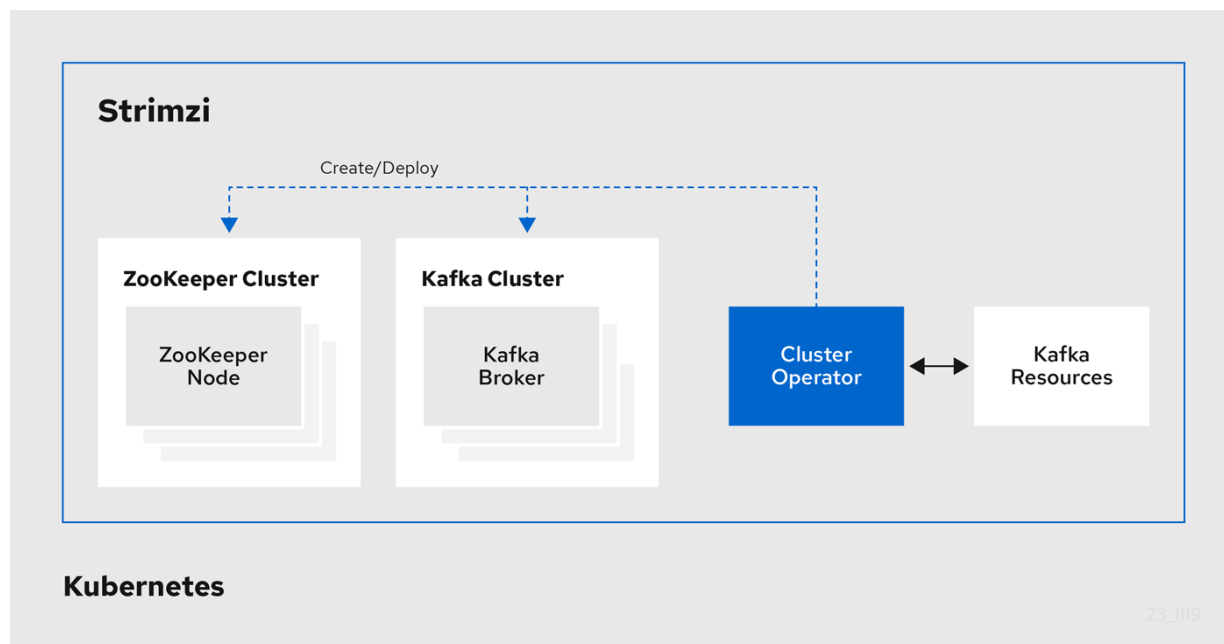 Strimzi
Create/Deploy
ZooKeeper Cluster
ZooKeeper
Node
Kafka Cluster
Kafka
Broker
Cluster
Operator
Kafka
Resources
Kubernetes
23_1119